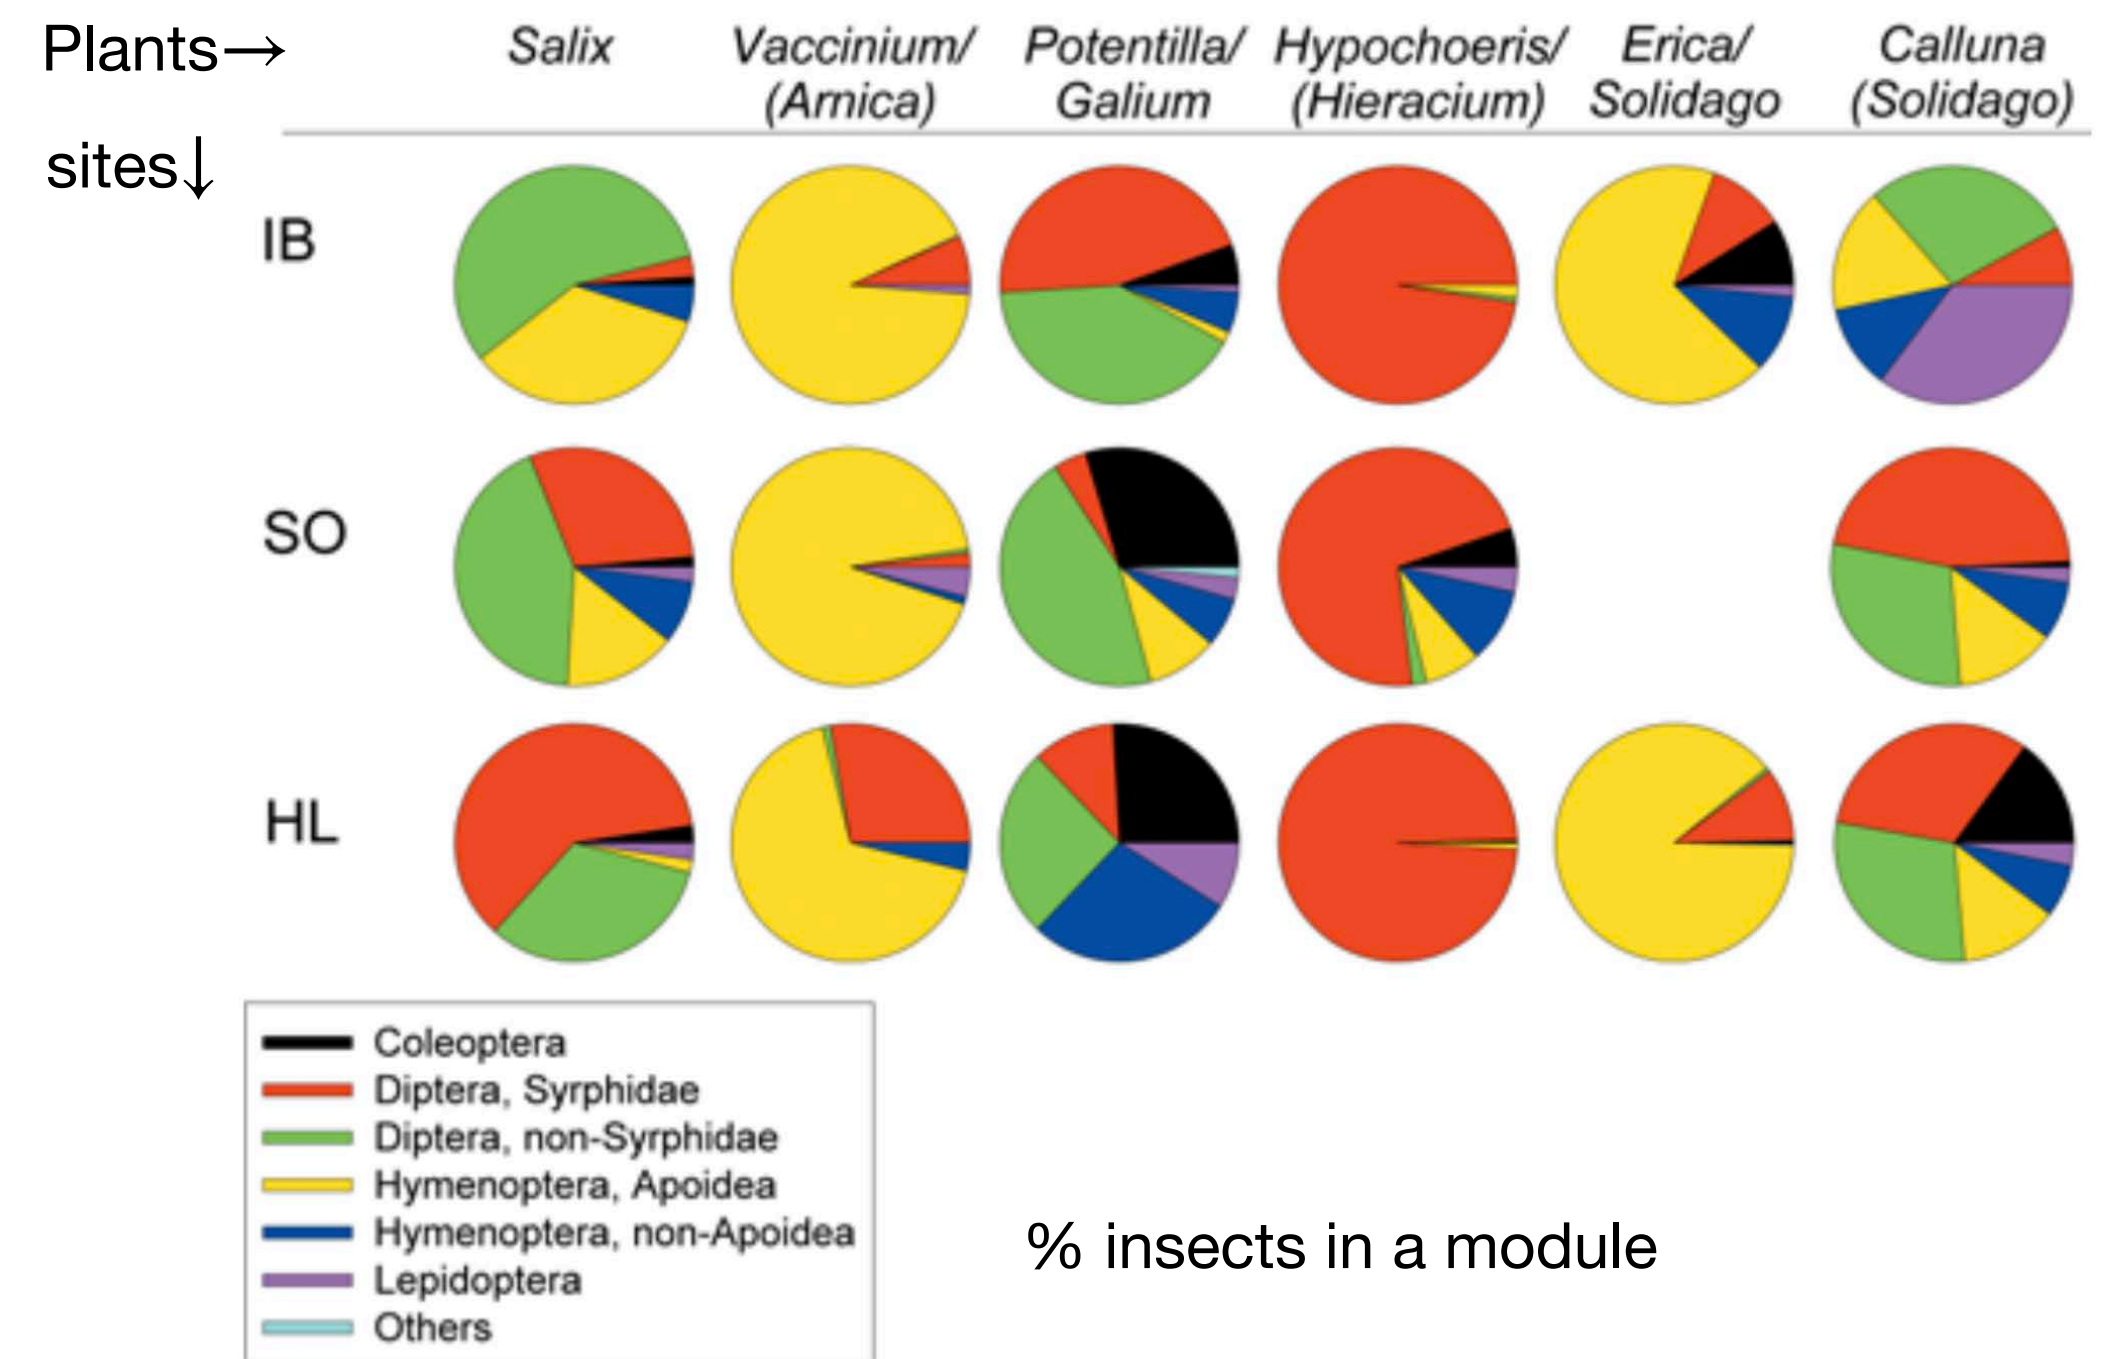 Plants→
Salix
Vaccinium/
(Arnica)
Potentilla/
Galium
Hypochoeris/
(Hieracium)
Erica/
Solidago
Calluna
(Solidago)
sites↓
IB
SO
HL
Coleoptera
Diptera, Syrphidae
Diptera, non-Syrphidae
Hymenoptera, Apoidea
Hymenoptera, non-Apoidea
Lepidoptera
Others
% insects in a module